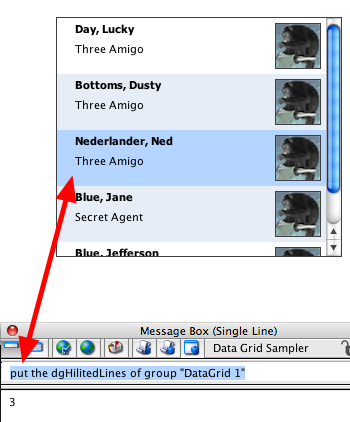 Day, Lucky
Three Amigo
Bottoms, Dusty
Three Amigo
Nederlander, Ned
Three Amigo
Blue, Jane
Secret Agent
Blue, Jefferson
Message Box (Single Line)
Data Grid Sampler
put the dgHilitedLines of group "DataGrid 1"
3